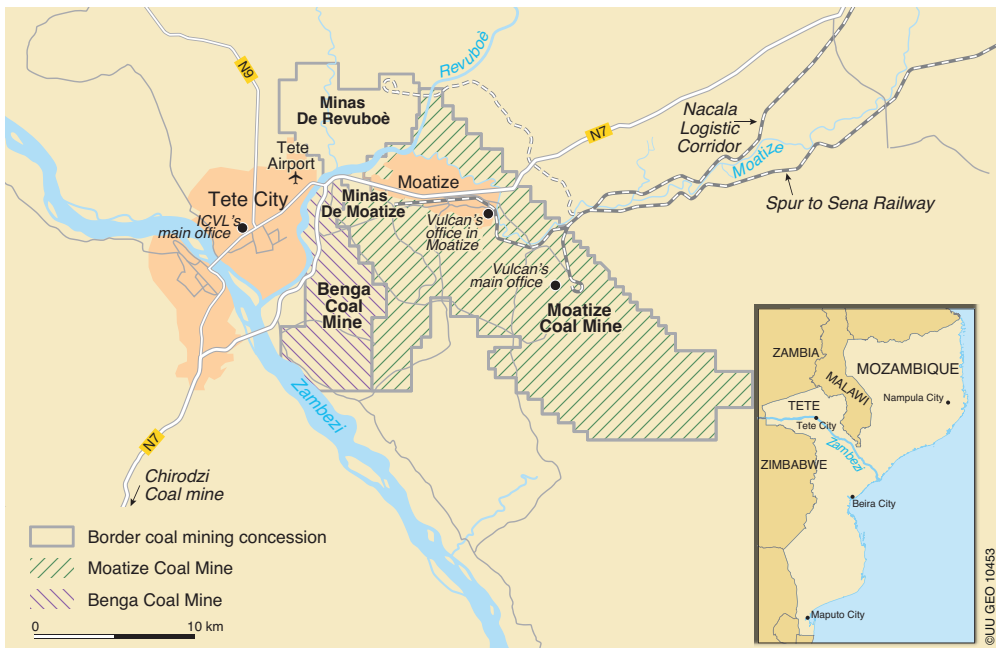 N9
Revuboè
Minas
De Revuboè
Nacala
Logistic
Corridor
N7
Moatize
Spur to Sena Railway
Tete
Airport
Tete City
ICVL's
main office
Moatize
Minas
De Moatize
Vulcan's
office in
Moatize
Vulcan's
main office
Benga
Coal
Mine
Moatize
Coal Mine
Zambezi
N7
Chirodzi
Coal mine
Border coal mining concession
Moatize Coal Mine
Benga Coal Mine
0 10 km
ZAMBIA
MALAWI
MOZAMBIQUE
Nampula City
TETE
Tete City
Zambezi
ZIMBABWE
Beira City
Maputo City
©UU GEO 10453